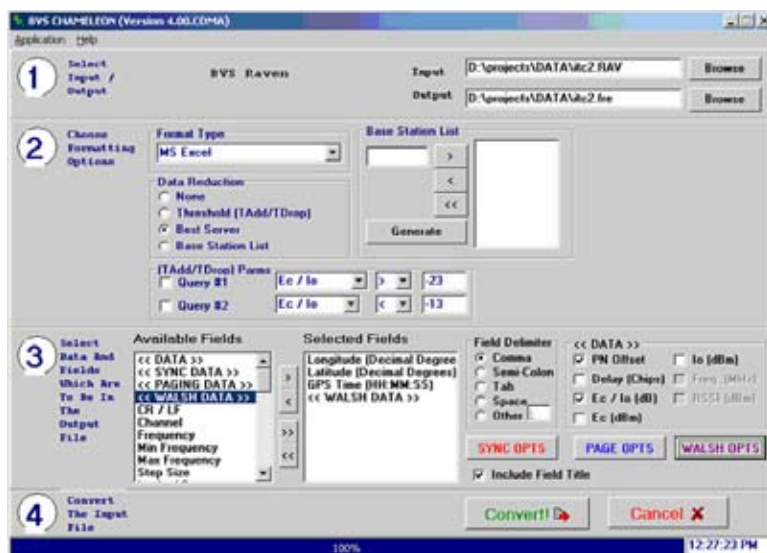 BVS CHAMELEON (Version 4.00.CDMA)
Application Help
1
Select Input / Output
BVS Raven
Input D:\projects\DATA\itc2.RAV Browse
Output D:\projects\DATA\itc2.fre Browse
2
Choose Formatting Options
Format Type
MS Excel
Data Reduction
None
Threshold (TAdd/TDrop)
Best Server
Base Station List
Base Station List
>
<
<<
Generate
(TAdd/TDrop) Parms
Query #1 Ec / Io > -23
Query #2 Ec / Io < -13
3
Select Data And Fields Which Are To Be In The Output File
Available Fields
<< DATA >>
<< SYNC DATA >>
<< PAGING DATA >>
<< WALSH DATA >>
CR / LF
Channel
Frequency
Min Frequency
Max Frequency
Step Size
>
<
>>
<<
Selected Fields
Longitude (Decimal Degree
Latitude (Decimal Degrees)
GPS Time (HH:MM:SS)
<< WALSH DATA >>
Field Delimiter
Comma
Semi-Colon
Tab
Space
Other
<< DATA >>
PN Offset Io (dBm)
Delay (Chips) Freq. (MHz)
Ec / Io (dB) RSSI (dBm)
Ec (dBm)
SYNC OPTS PAGE OPTS WALSH OPTS
Include Field Title
4
Convert The Input File
Convert! Cancel
100% 12:27:23 PM